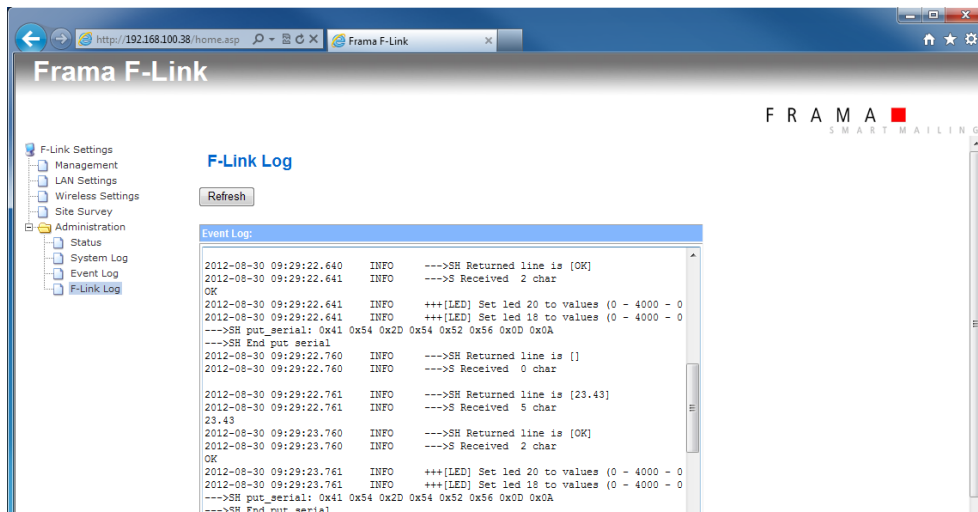 http://192.168.100.38/home.asp
Frama F-Link
Frama F-Link
FRAMA
SMART MAILING
F-Link Settings
Management
LAN Settings
Wireless Settings
Site Survey
Administration
Status
System Log
Event Log
F-Link Log
F-Link Log
Refresh
Event Log:
2012-08-30 09:29:22.640 INFO --->SH Returned line is [OK]
2012-08-30 09:29:22.641 INFO --->S Received 2 char
OK
2012-08-30 09:29:22.641 INFO +++[LED] Set led 20 to values (0 - 4000 - 0
2012-08-30 09:29:22.641 INFO +++[LED] Set led 18 to values (0 - 4000 - 0
--->SH put_serial: 0x41 0x54 0x2D 0x54 0x52 0x56 0x0D 0x0A
--->SH End put serial
2012-08-30 09:29:22.760 INFO --->SH Returned line is []
2012-08-30 09:29:22.760 INFO --->S Received 0 char
2012-08-30 09:29:22.761 INFO --->SH Returned line is [23.43]
2012-08-30 09:29:22.761 INFO --->S Received 5 char
23.43
2012-08-30 09:29:23.760 INFO --->SH Returned line is [OK]
2012-08-30 09:29:23.760 INFO --->S Received 2 char
OK
2012-08-30 09:29:23.761 INFO +++[LED] Set led 20 to values (0 - 4000 - 0
2012-08-30 09:29:23.761 INFO +++[LED] Set led 18 to values (0 - 4000 - 0
--->SH put_serial: 0x41 0x54 0x2D 0x54 0x52 0x56 0x0D 0x0A
--->SH End put serial